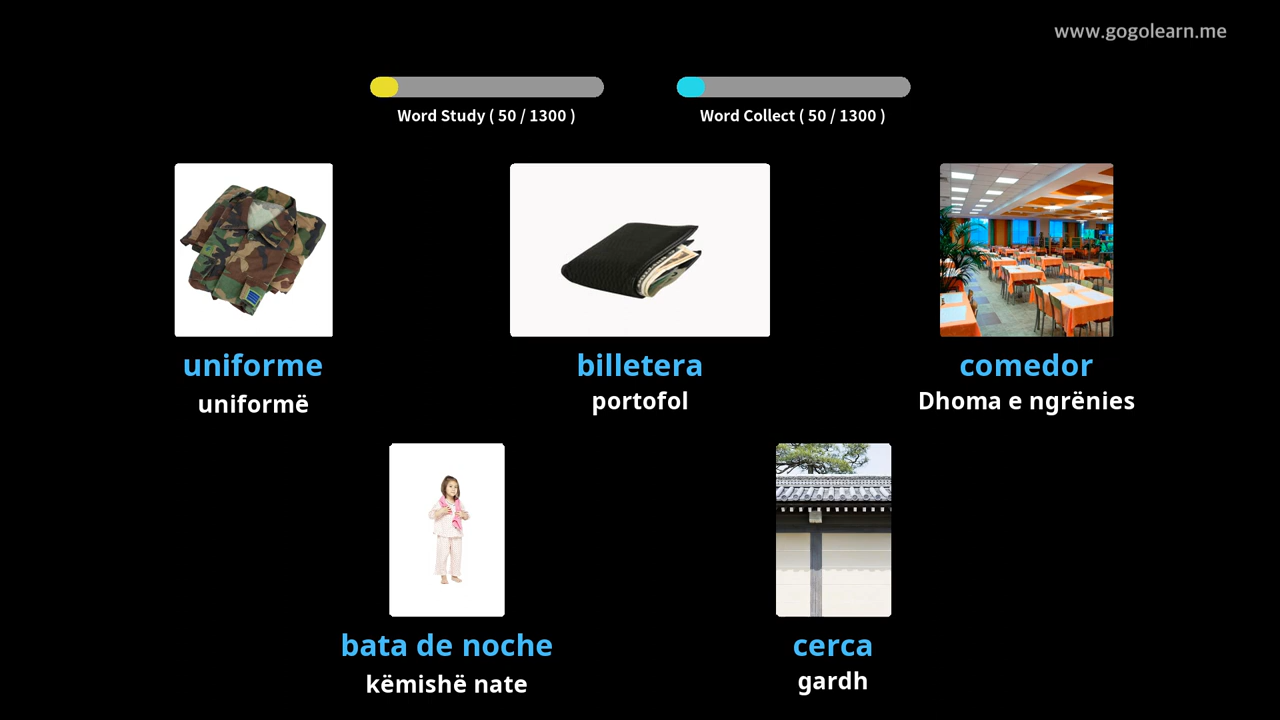 www.gogolearn.me
Word Study ( 50 / 1300 )
Word Collect ( 50 / 1300 )
uniforme
uniformë
billetera
portofol
comedor
Dhoma e ngrënies
bata de noche
këmishë nate
cerca
gardh